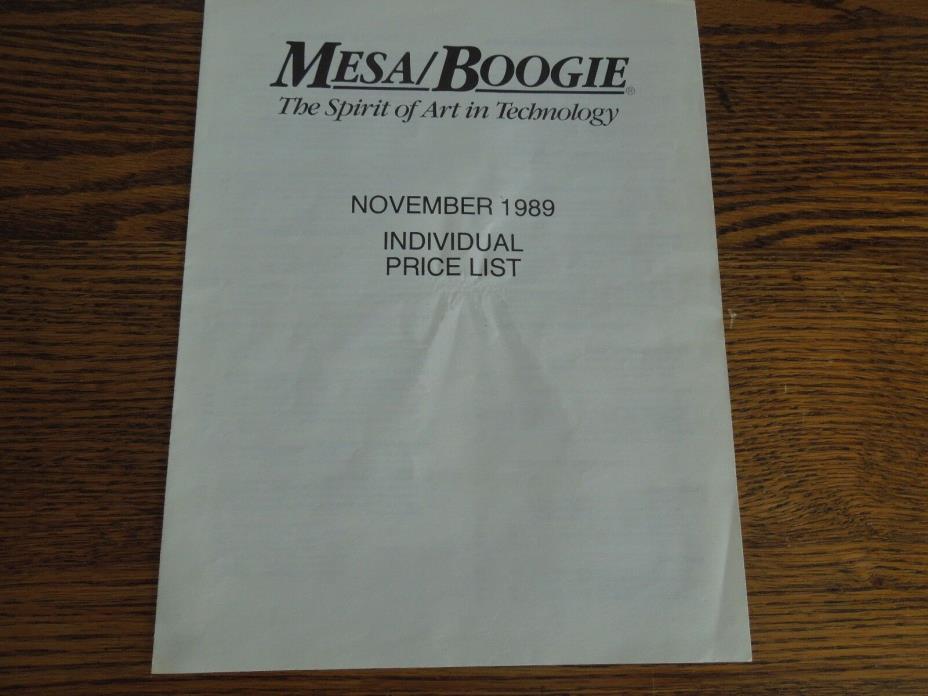 MESA/BOOGIE®
The Spirit of Art in Technology
NOVEMBER 1989
INDIVIDUAL
PRICE LIST